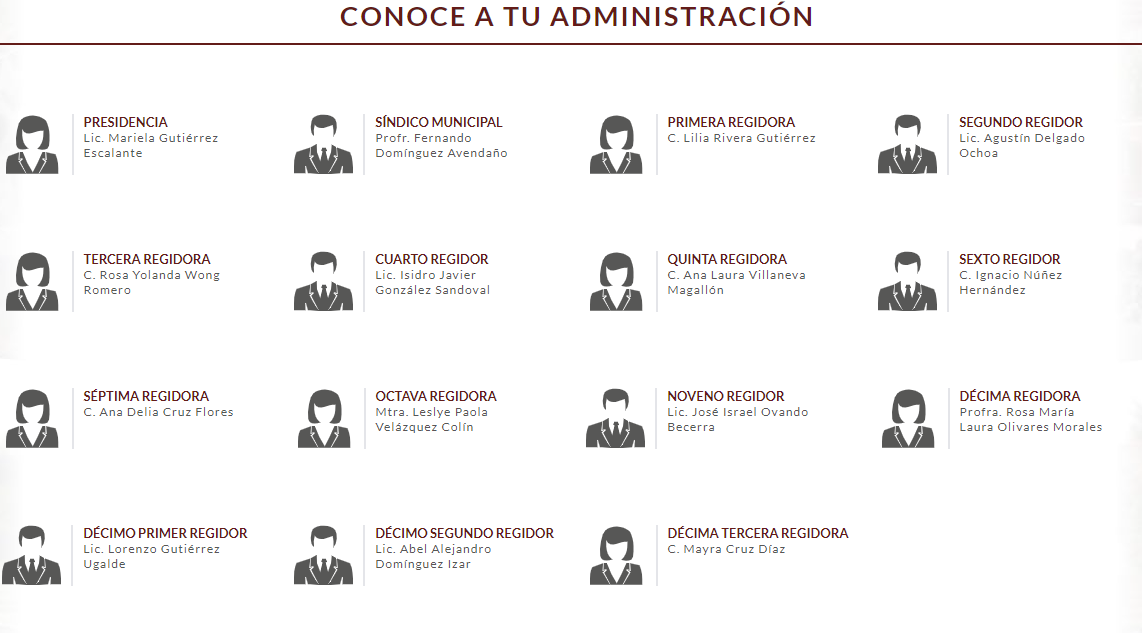 CONOCE A TU ADMINISTRACIÓN
PRESIDENCIA
Lic. Mariela Gutiérrez
Escalante
SÍNDICO MUNICIPAL
Profr. Fernando
Domínguez Avendaño
PRIMERA REGIDORA
C. Lilia Rivera Gutiérrez
SEGUNDO REGIDOR
Lic. Agustín Delgado
Ochoa
TERCERA REGIDORA
C. Rosa Yolanda Wong
Romero
CUARTO REGIDOR
Lic. Isidro Javier
González Sandoval
QUINTA REGIDORA
C. Ana Laura Villaneva
Magallón
SEXTO REGIDOR
C. Ignacio Núñez
Hernández
SÉPTIMA REGIDORA
C. Ana Delia Cruz Flores
OCTAVA REGIDORA
Mtra. Leslye Paola
Velázquez Colín
NOVENO REGIDOR
Lic. José Israel Ovando
Becerra
DÉCIMA REGIDORA
Profra. Rosa María
Laura Olivares Morales
DÉCIMO PRIMER REGIDOR
Lic. Lorenzo Gutiérrez
Ugalde
DÉCIMO SEGUNDO REGIDOR
Lic. Abel Alejandro
Domínguez Izar
DÉCIMA TERCERA REGIDORA
C. Mayra Cruz Díaz